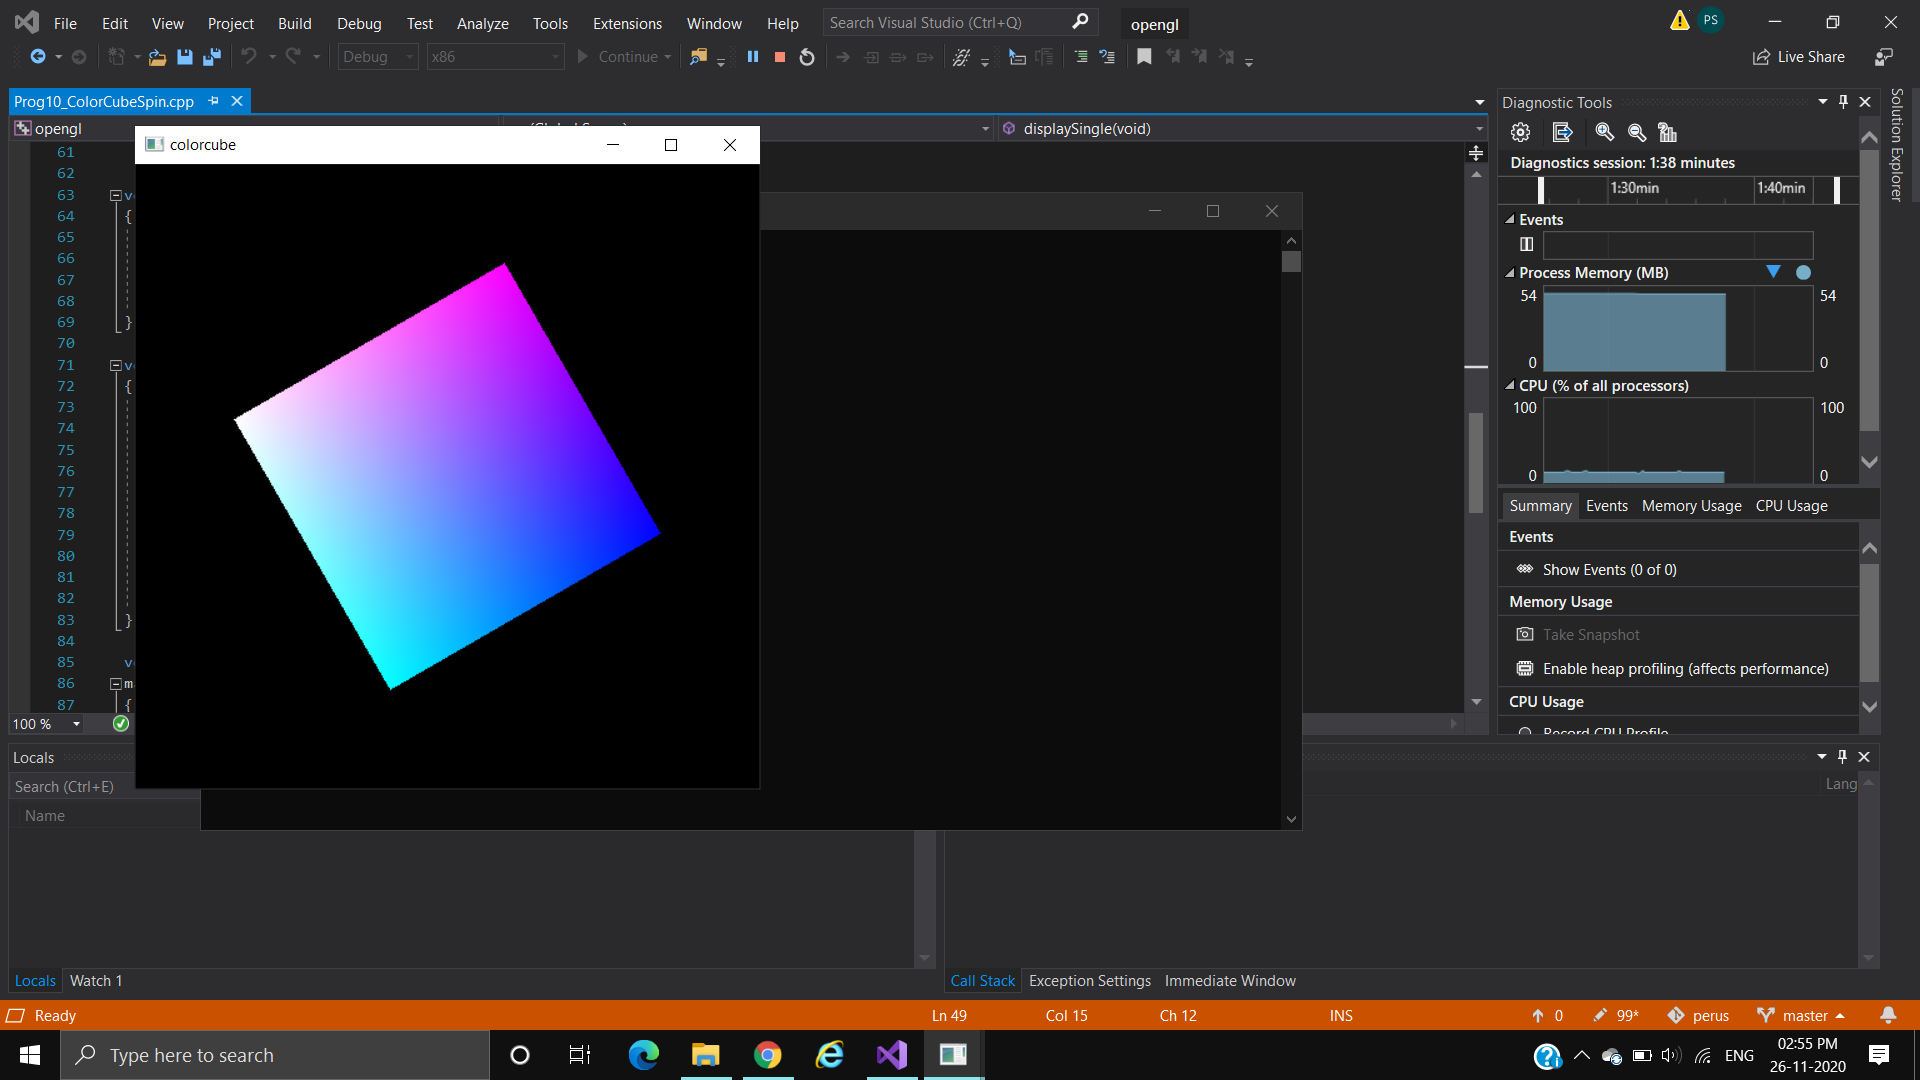 File Edit View Project Build Debug Test Analyze Tools Extensions Window Help Search Visual Studio (Ctrl+Q) opengl PS
Debug x86 Continue Live Share
Prog10_ColorCubeSpin.cpp
opengl displaySingle(void)
colorcube
61
62
63 v
64 {
65
66
67
68
69 }
70
71 v
72 {
73
74
75
76
77
78
79
80
81
82
83 }
84
85 v
86 m
87 {
100 %
Diagnostic Tools
Diagnostics session: 1:38 minutes
1:30min 1:40min
Events
Process Memory (MB)
54 54
0 0
CPU (% of all processors)
100 100
0 0
Summary Events Memory Usage CPU Usage
Events
Show Events (0 of 0)
Memory Usage
Take Snapshot
Enable heap profiling (affects performance)
CPU Usage
Record CPU Profile
Solution Explorer
Locals
Search (Ctrl+E)
Name
Lang
Locals Watch 1
Call Stack Exception Settings Immediate Window
Ready Ln 49 Col 15 Ch 12 INS 0 99* perus master
Type here to search
ENG
02:55 PM
26-11-2020